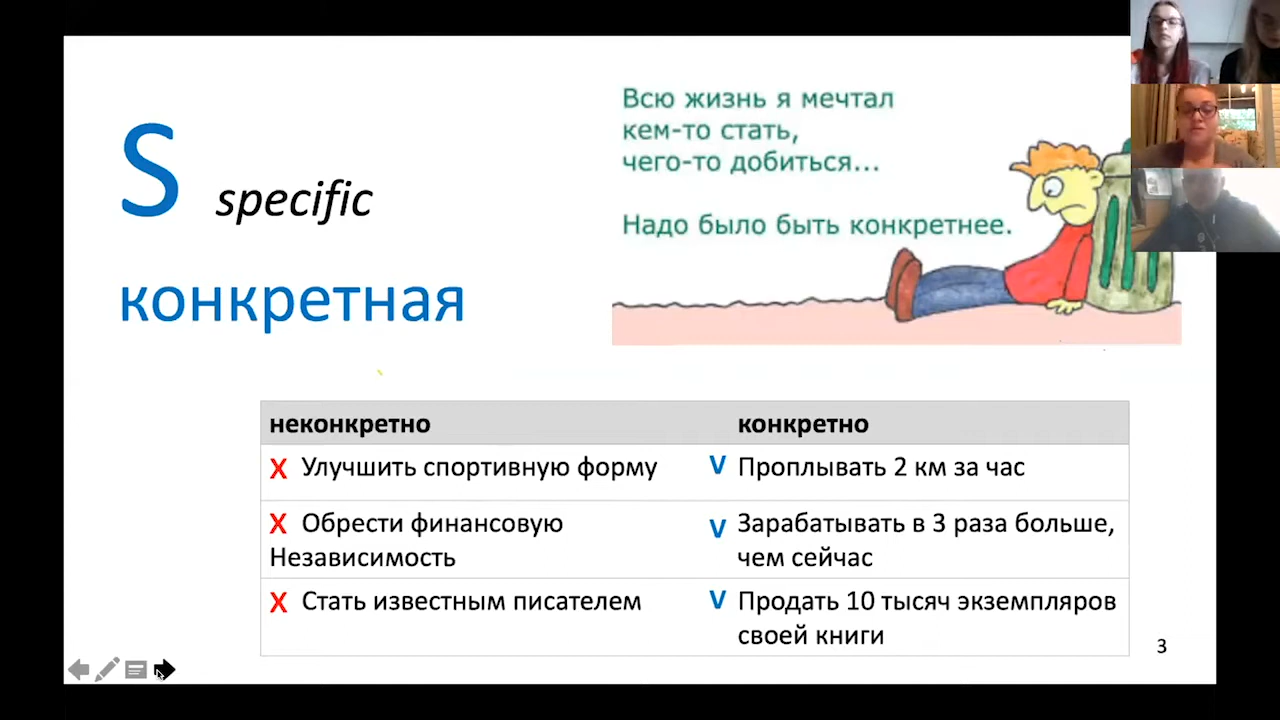 S specific
конкретная
Всю жизнь я мечтал
кем-то стать,
чего-то добиться...
Надо было быть конкретнее.
неконкретно конкретно
X Улучшить спортивную форму V Проплывать 2 км за час
X Обрести финансовую V Зарабатывать в 3 раза больше,
Независимость чем сейчас
X Стать известным писателем V Продать 10 тысяч экземпляров
своей книги
3